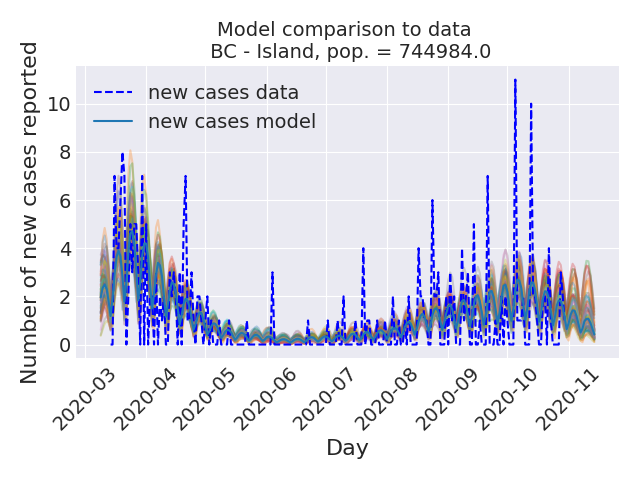 Model comparison to data
BC - Island, pop. = 744984.0
Number of new cases reported
10
8
6
4
2
0
new cases data
new cases model
2020-03
2020-04
2020-05
2020-06
2020-07
2020-08
2020-09
2020-10
2020-11
Day